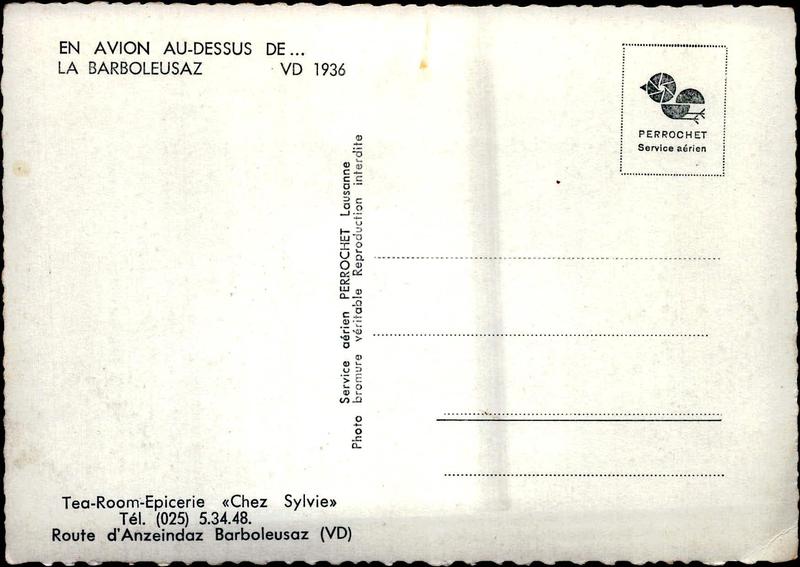 EN AVION AU-DESSUS DE...
LA BARBOLEUSAZ VD 1936
PERROCHET
Service aérien
Service aérien PERROCHET Lausanne
Photo bromure véritable Reproduction interdite
Tea-Room-Epicerie «Chez Sylvie»
Tél. (025) 5.34.48.
Route d'Anzeindaz Barboleusaz (VD)